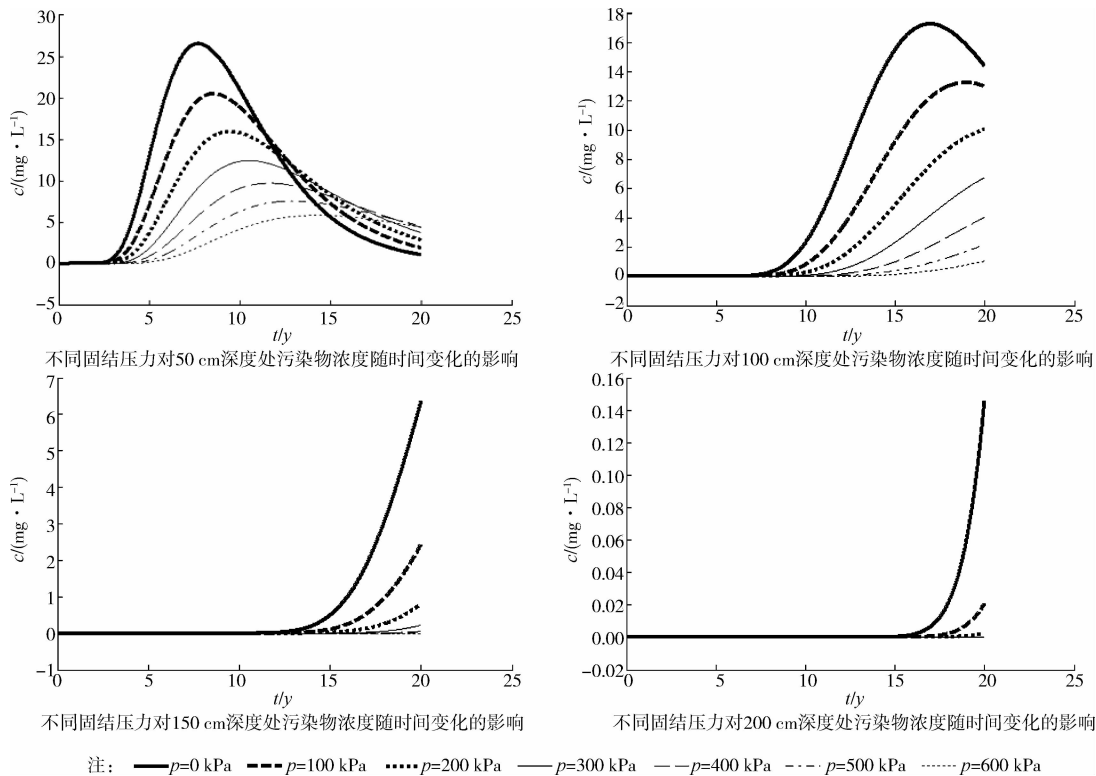 30
25
20
15
10
5
0
−5
c/(mg · L⁻¹)
0 5 10 15 20 25
t/y
不同固结压力对50 cm深度处污染物浓度随时间变化的影响
18
16
14
12
10
8
6
4
2
0
−2
c/(mg · L⁻¹)
0 5 10 15 20 25
t/y
不同固结压力对100 cm深度处污染物浓度随时间变化的影响
7
6
5
4
3
2
1
0
−1
c/(mg · L⁻¹)
0 5 10 15 20 25
t/y
不同固结压力对150 cm深度处污染物浓度随时间变化的影响
0.16
0.14
0.12
0.10
0.08
0.06
0.04
0.02
0.00
−0.02
c/(mg · L⁻¹)
0 5 10 15 20 25
t/y
不同固结压力对200 cm深度处污染物浓度随时间变化的影响
注： p=0 kPa p=100 kPa p=200 kPa p=300 kPa p=400 kPa p=500 kPa p=600 kPa